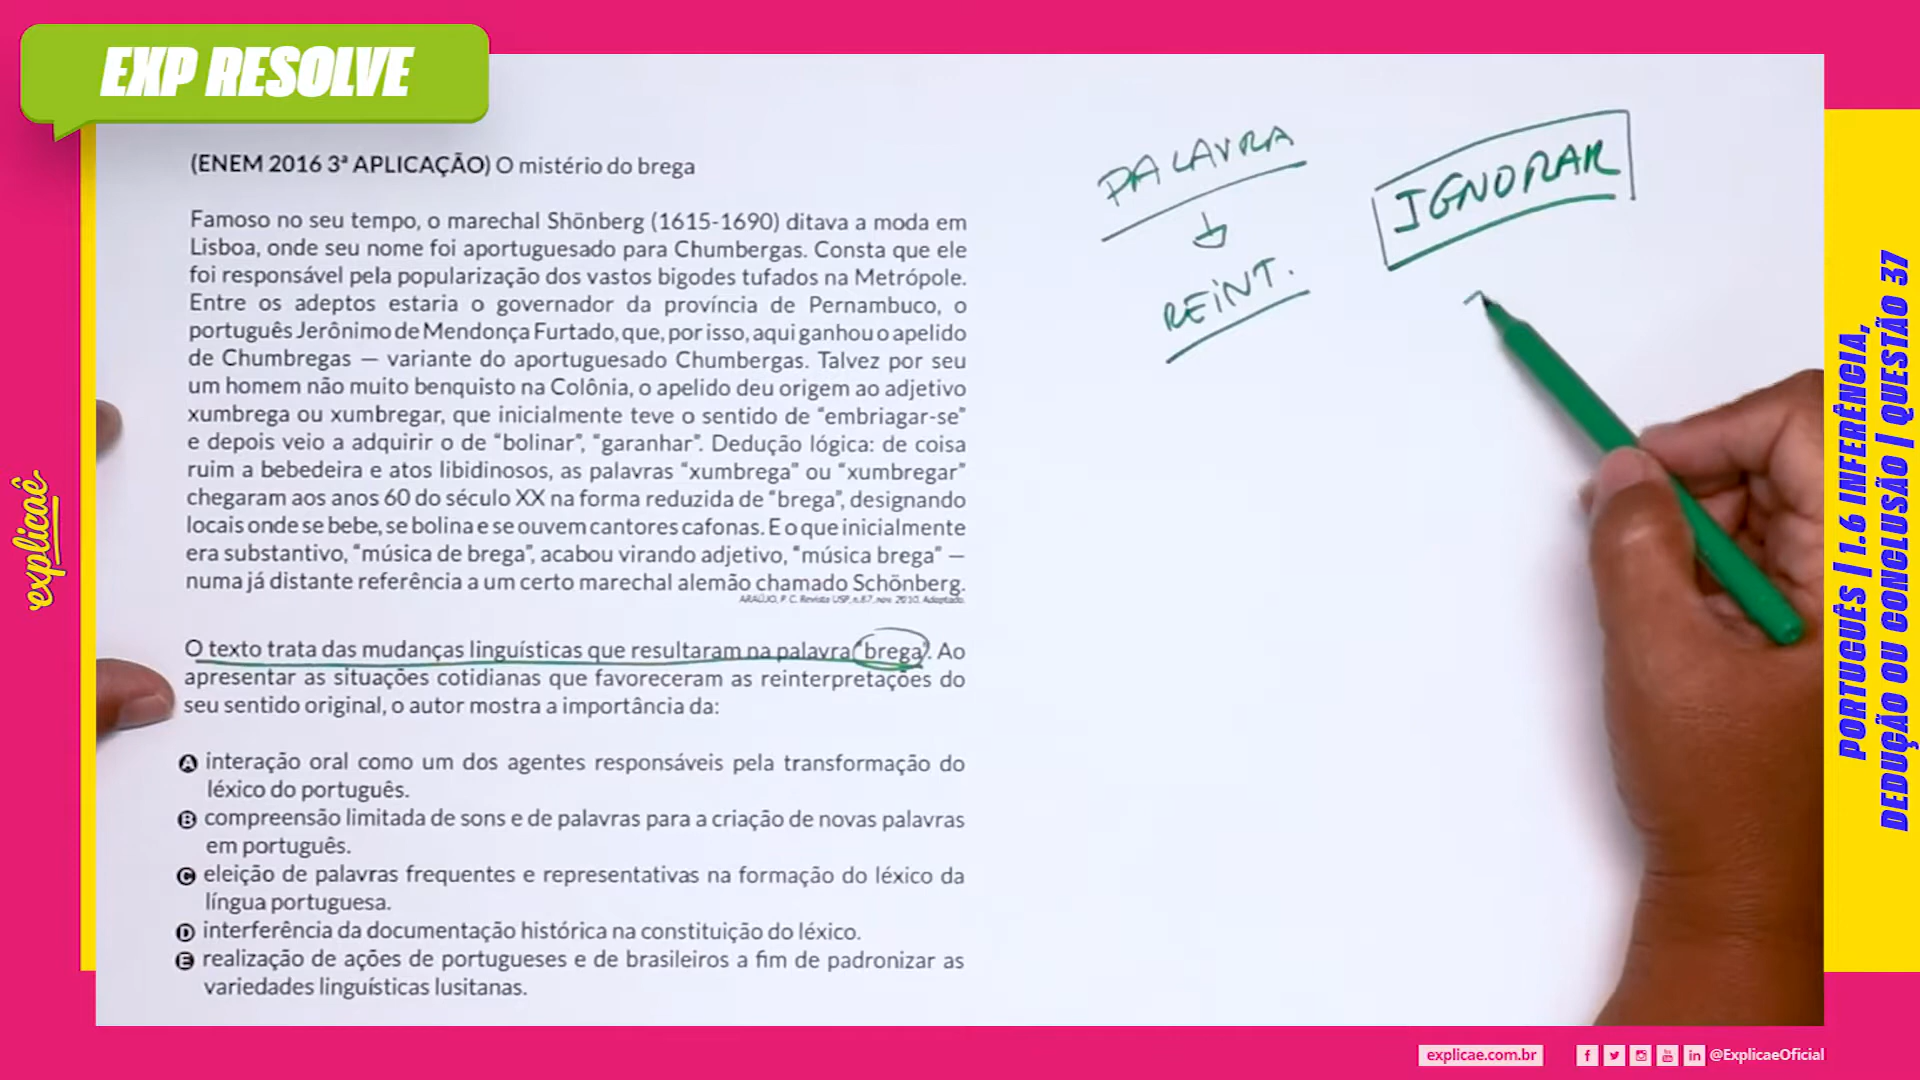 EXP RESOLVE
(ENEM 2016 3ª APLICAÇÃO) O mistério do brega
Famoso no seu tempo, o marechal Shönberg (1615-1690) ditava a moda em
Lisboa, onde seu nome foi aportuguesado para Chumbergas. Consta que ele
foi responsável pela popularização dos vastos bigodes tufados na Metrópole.
Entre os adeptos estaria o governador da província de Pernambuco, o
português Jerônimo de Mendonça Furtado, que, por isso, aqui ganhou o apelido
de Chumbregas — variante do aportuguesado Chumbergas. Talvez por seu
um homem não muito benquisto na Colônia, o apelido deu origem ao adjetivo
xumbrega ou xumbregar, que inicialmente teve o sentido de “embriagar-se”
e depois veio a adquirir o de “bolinar”, “garanhar”. Dedução lógica: de coisa
ruim a bebedeira e atos libidinosos, as palavras “xumbrega” ou “xumbregar”
chegaram aos anos 60 do século XX na forma reduzida de “brega”, designando
locais onde se bebe, se bolina e se ouvem cantores cafonas. E o que inicialmente
era substantivo, “música de brega”, acabou virando adjetivo, “música brega” —
numa já distante referência a um certo marechal alemão chamado Schönberg.
ARAÚJO, P. C. Revista USP, n.87, nov. 2010. Adaptado.
O texto trata das mudanças linguísticas que resultaram na palavra “brega”. Ao
apresentar as situações cotidianas que favoreceram as reinterpretações do
seu sentido original, o autor mostra a importância da:
A interação oral como um dos agentes responsáveis pela transformação do
léxico do português.
B compreensão limitada de sons e de palavras para a criação de novas palavras
em português.
C eleição de palavras frequentes e representativas na formação do léxico da
língua portuguesa.
D interferência da documentação histórica na constituição do léxico.
E realização de ações de portugueses e de brasileiros a fim de padronizar as
variedades linguísticas lusitanas.
PALAVRA
REINT.
IGNORAR
explicaê
PORTUGUÊS | 1.6 INFERÊNCIA,
DEDUÇÃO OU CONCLUSÃO | QUESTÃO 37
explicae.com.br
@ExplicaeOficial